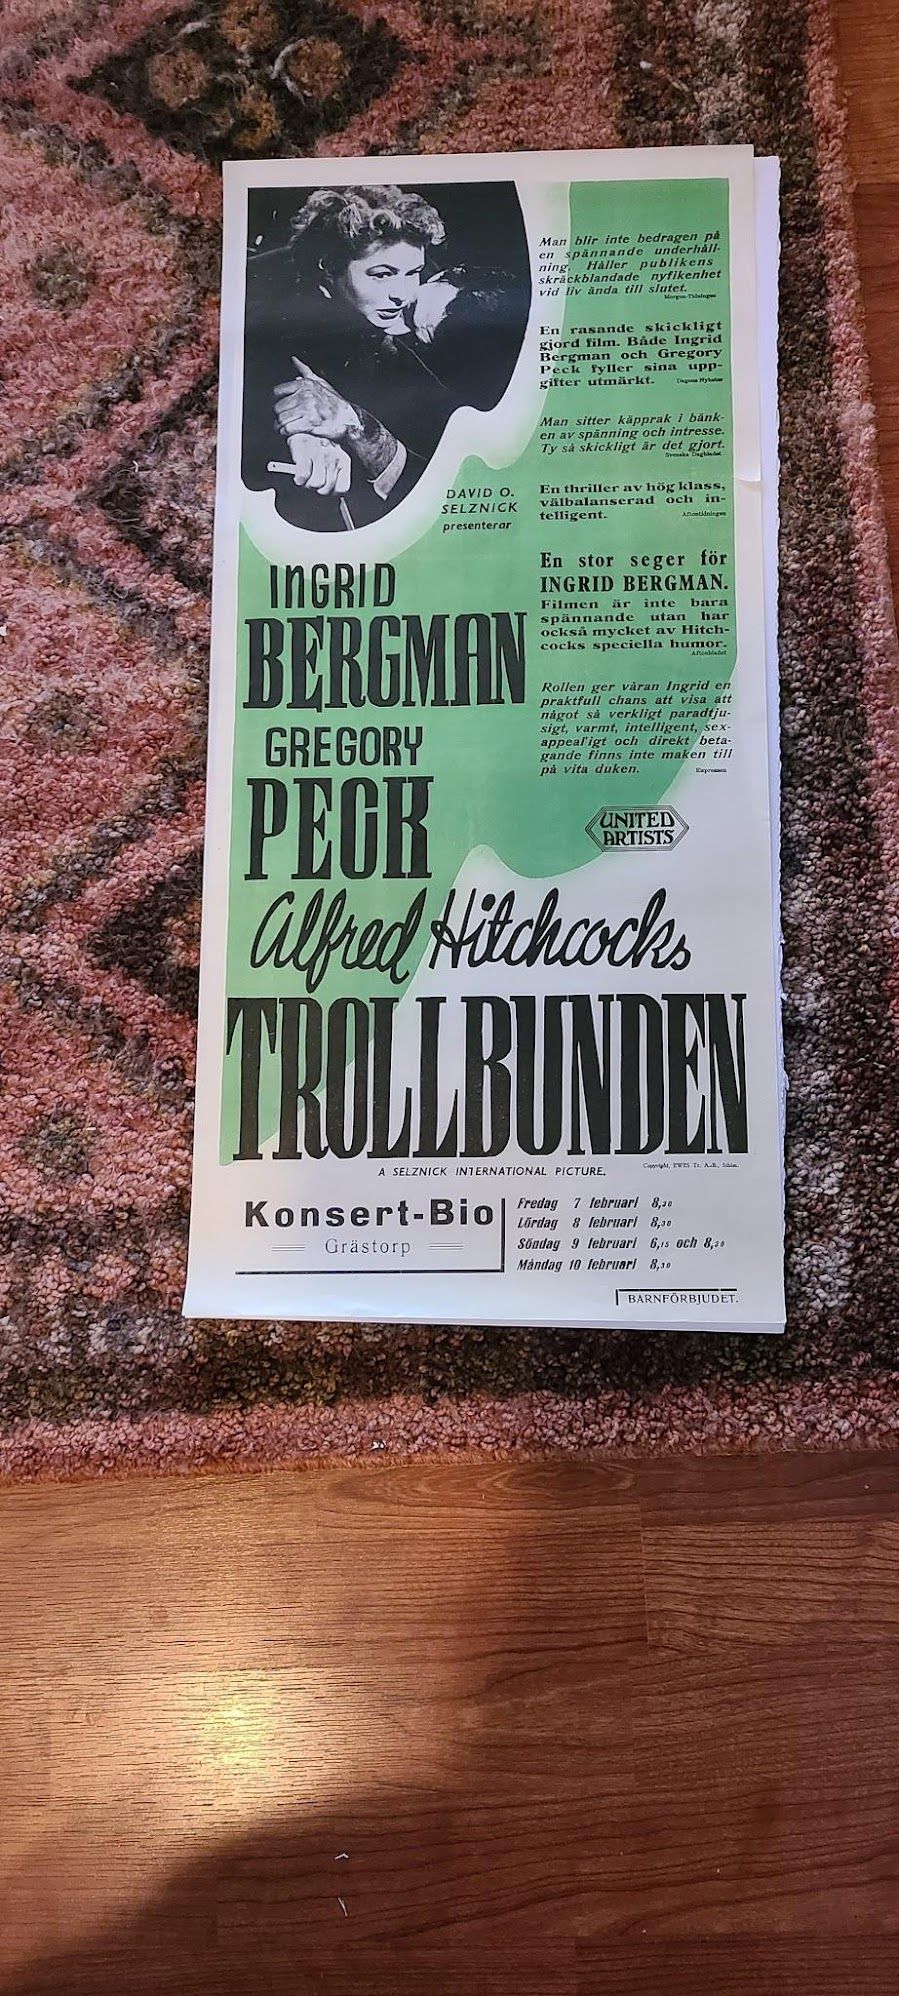 Man blir inte bedragen på
en spännande underhåll-
ning. Håller publikens
skräckblandade nyfikenhet
vid liv ända till slutet.
Morgon-Tidningen
En rasande skickligt
gjord film. Både Ingrid
Bergman och Gregory
Peck fyller sina upp-
gifter utmärkt.
Dagens Nyheter
Man sitter käpprak i bänk-
en av spänning och intresse.
Ty så skickligt är det gjort.
Svenska Dagbladet
En thriller av hög klass,
välbalanserad och in-
telligent.
Aftontidningen
En stor seger för
INGRID BERGMAN.
Filmen är inte bara
spännande utan har
också mycket av Hitch-
cocks speciella humor.
Aftonbladet
Rollen ger våran Ingrid en
praktfull chans att visa att
något så verkligt paradtju-
sigt, varmt, intelligent, sex-
appeal'igt och direkt beta-
gande finns inte maken till
på vita duken.
Expressen
DAVID O.
SELZNICK
presenterar
INGRID
BERGMAN
GREGORY
PECK
UNITED
ARTISTS
Alfred Hitchcocks
TROLLBUNDEN
A SELZNICK INTERNATIONAL PICTURE.
Konsert-Bio
Grästorp
Fredag 7 februari 8,30
Lördag 8 februari 8,30
Söndag 9 februari 6,15 och 8,30
Måndag 10 februari 8,30
BARNFÖRBJUDET.